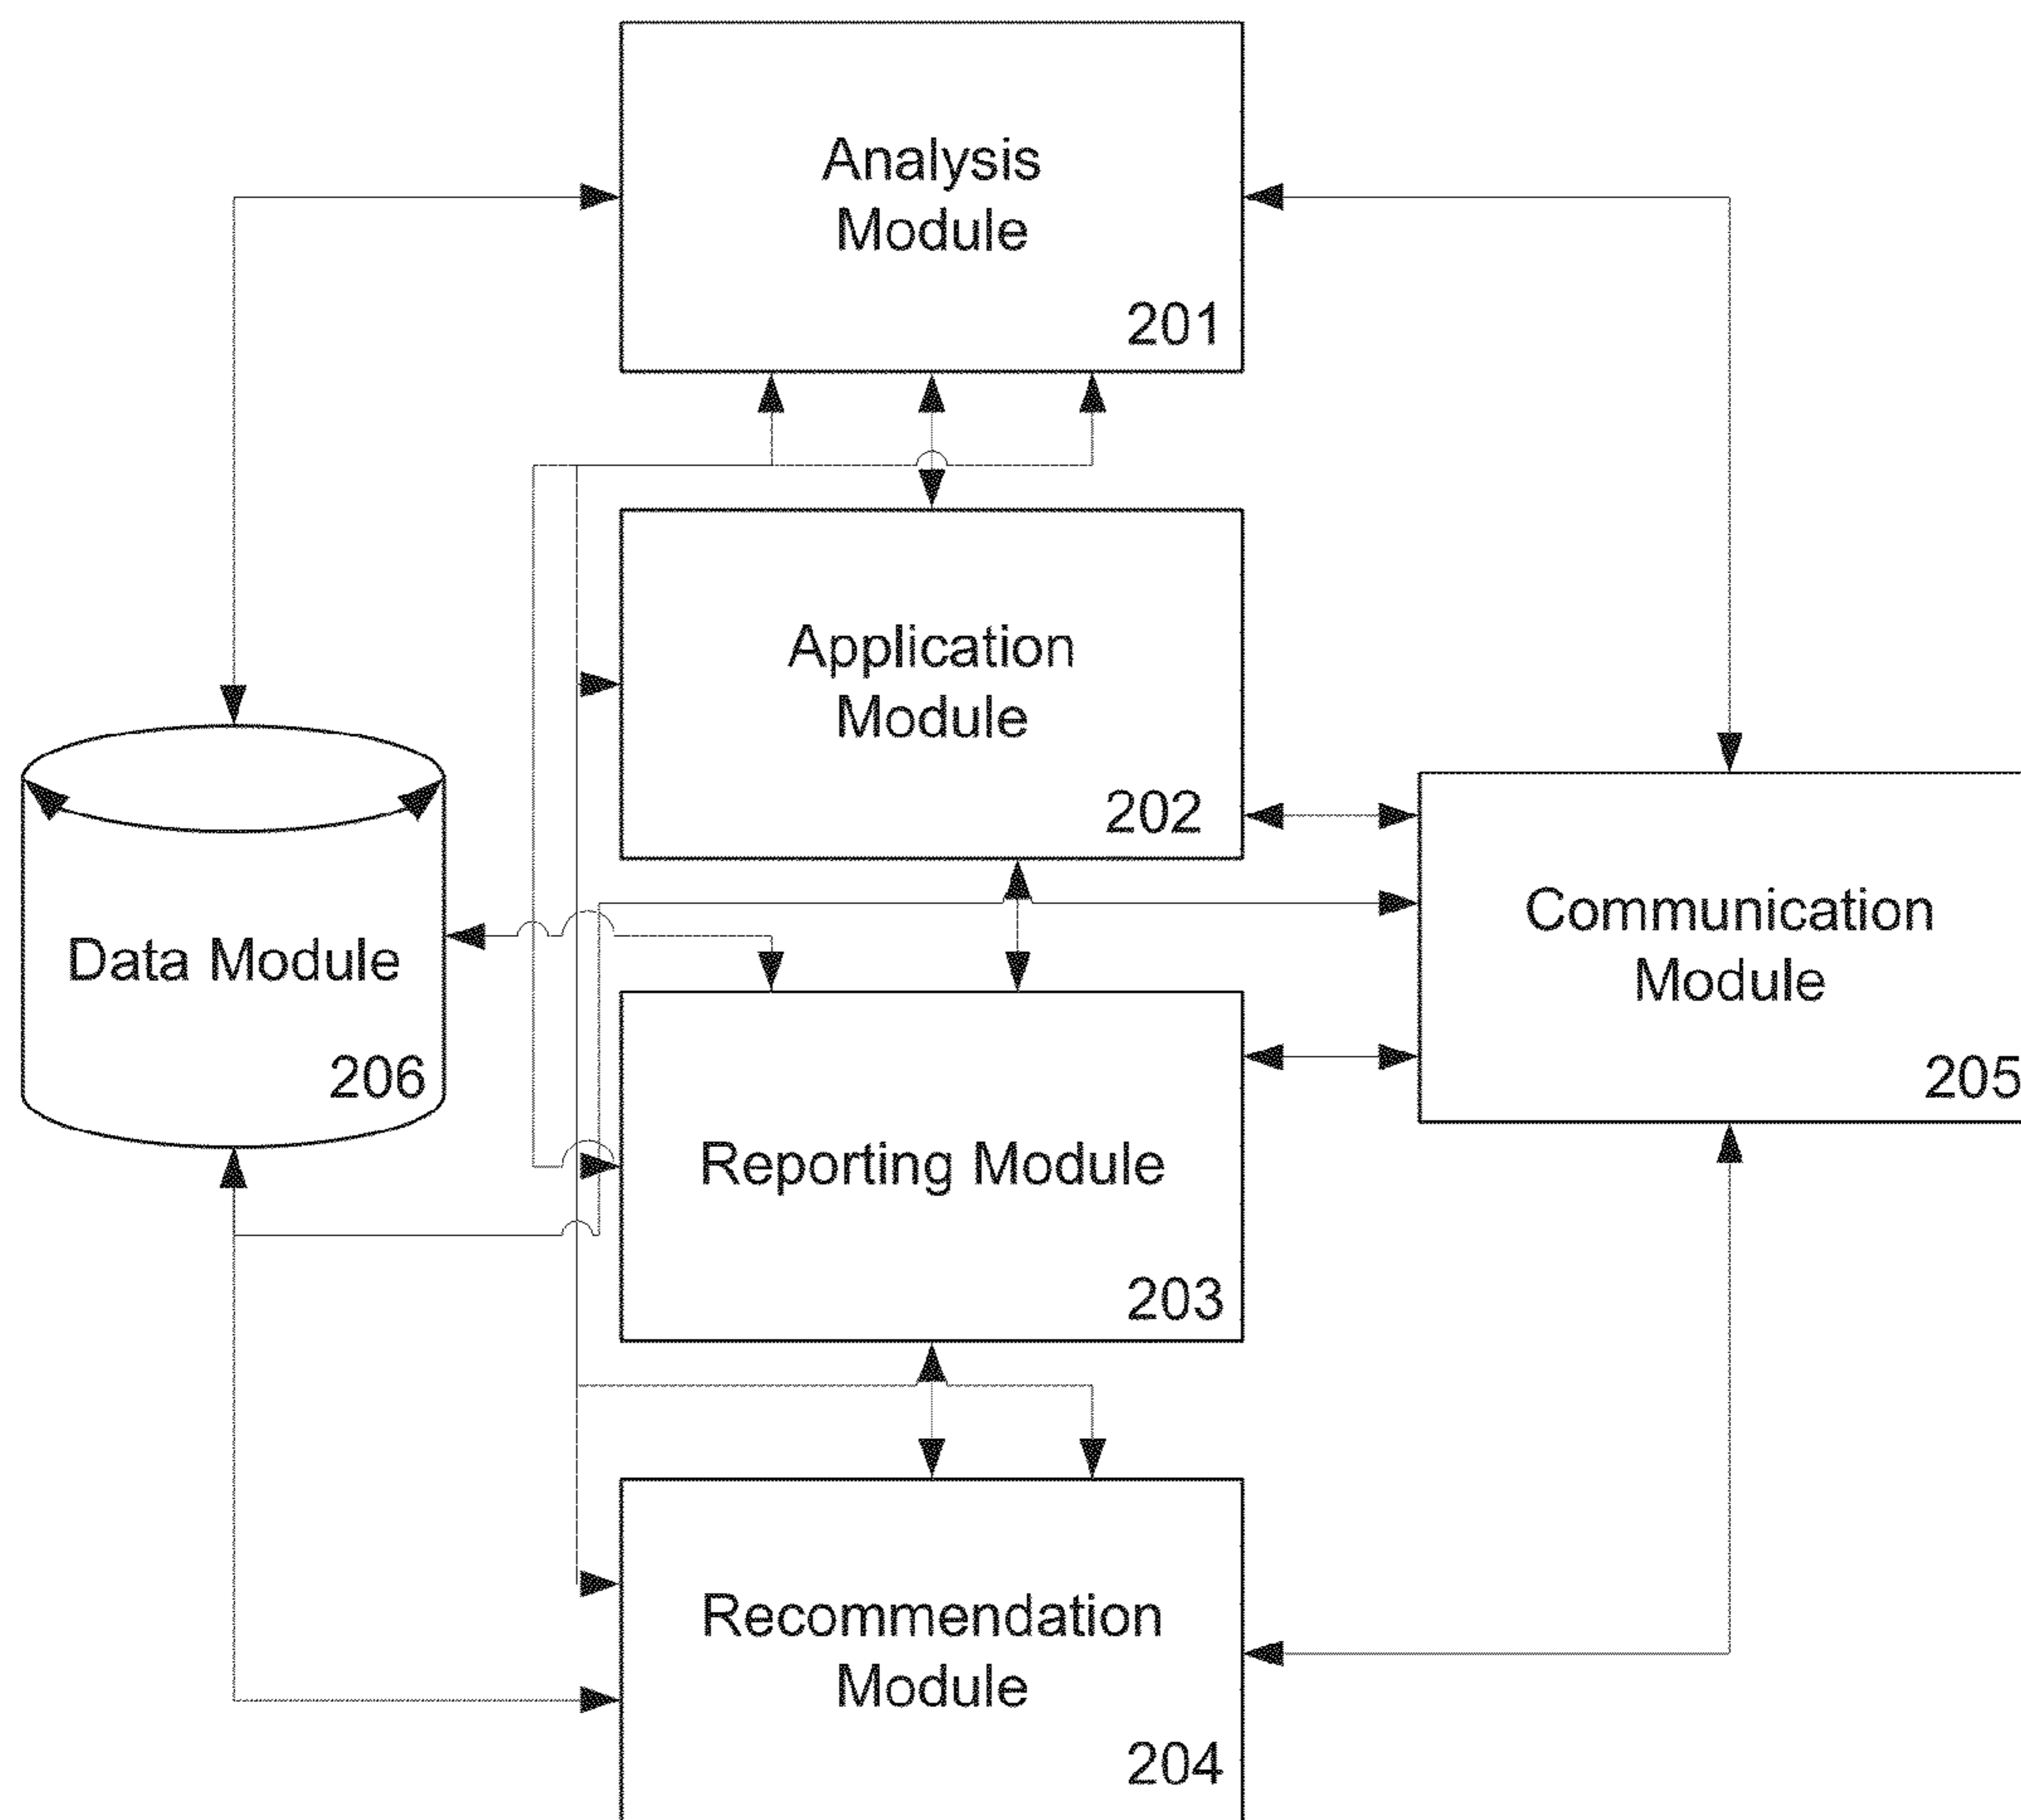 Analysis
Module
201
Application
Module
202
Data Module
206
Communication
Module
205
Reporting Module
203
Recommendation
Module
204